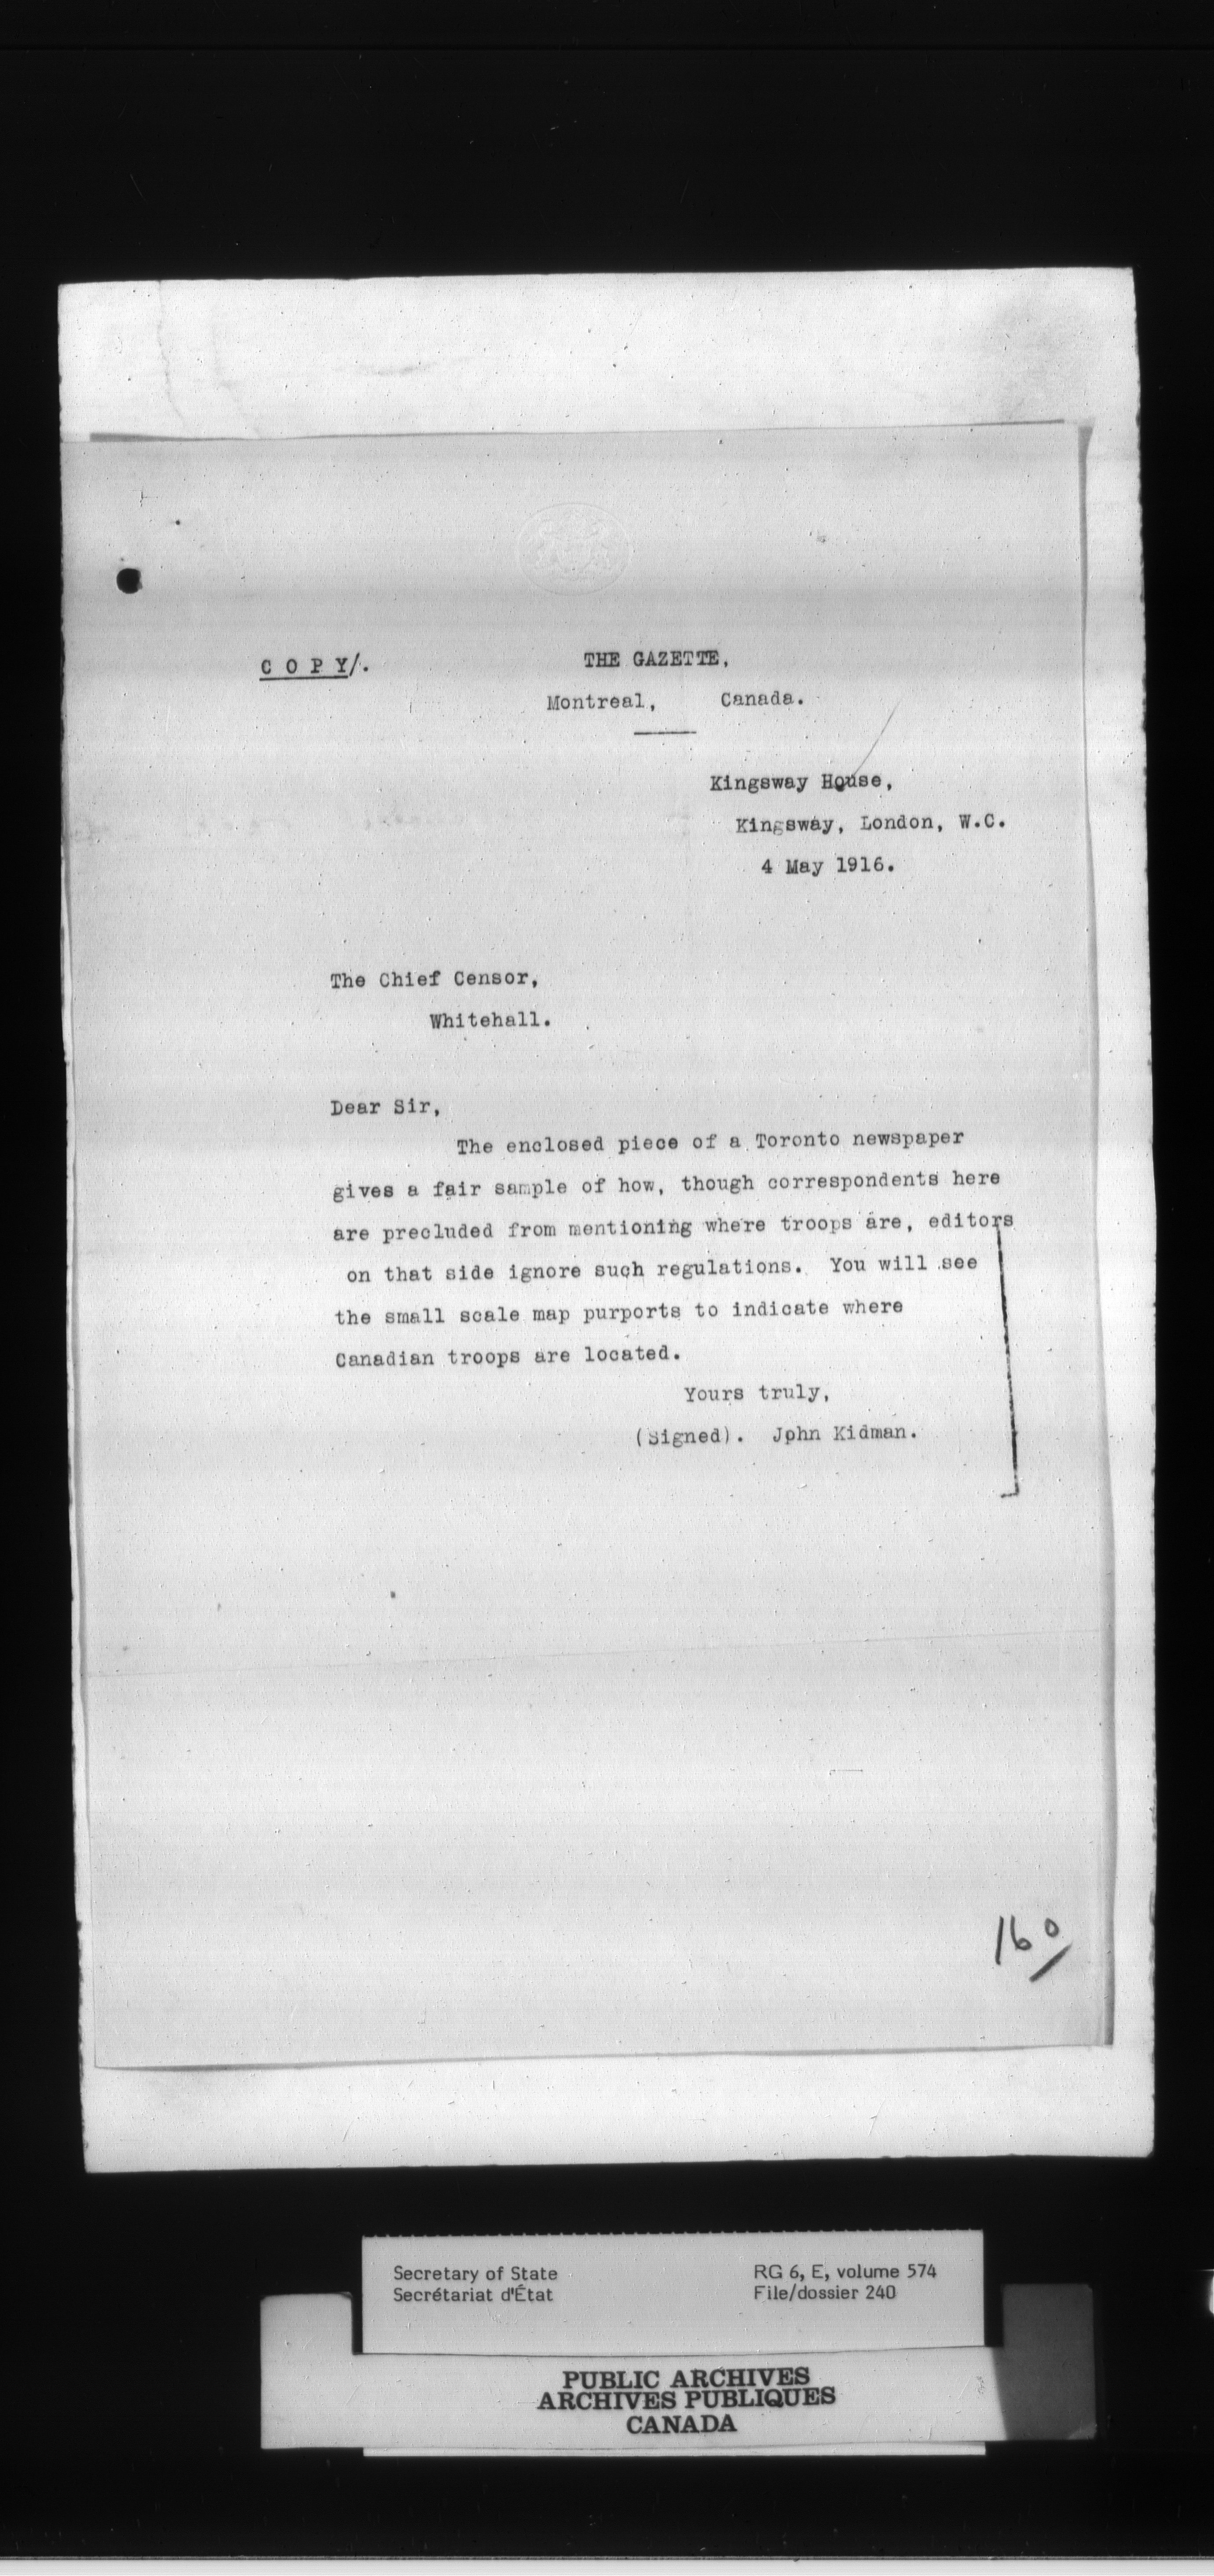 C O P Y/.
THE GAZETTE,
Montreal, Canada.
Kingsway House,
Kingsway, London, W.C.
4 May 1916.
The Chief Censor,
Whitehall.
Dear Sir,
The enclosed piece of a Toronto newspaper
gives a fair sample of how, though correspondents here
are precluded from mentioning where troops are, editors
on that side ignore such regulations. You will see
the small scale map purports to indicate where
Canadian troops are located.
Yours truly,
(Signed). John Kidman.
160
Secretary of State
Secrétariat d'État
RG 6, E, volume 574
File/dossier 240
PUBLIC ARCHIVES
ARCHIVES PUBLIQUES
CANADA